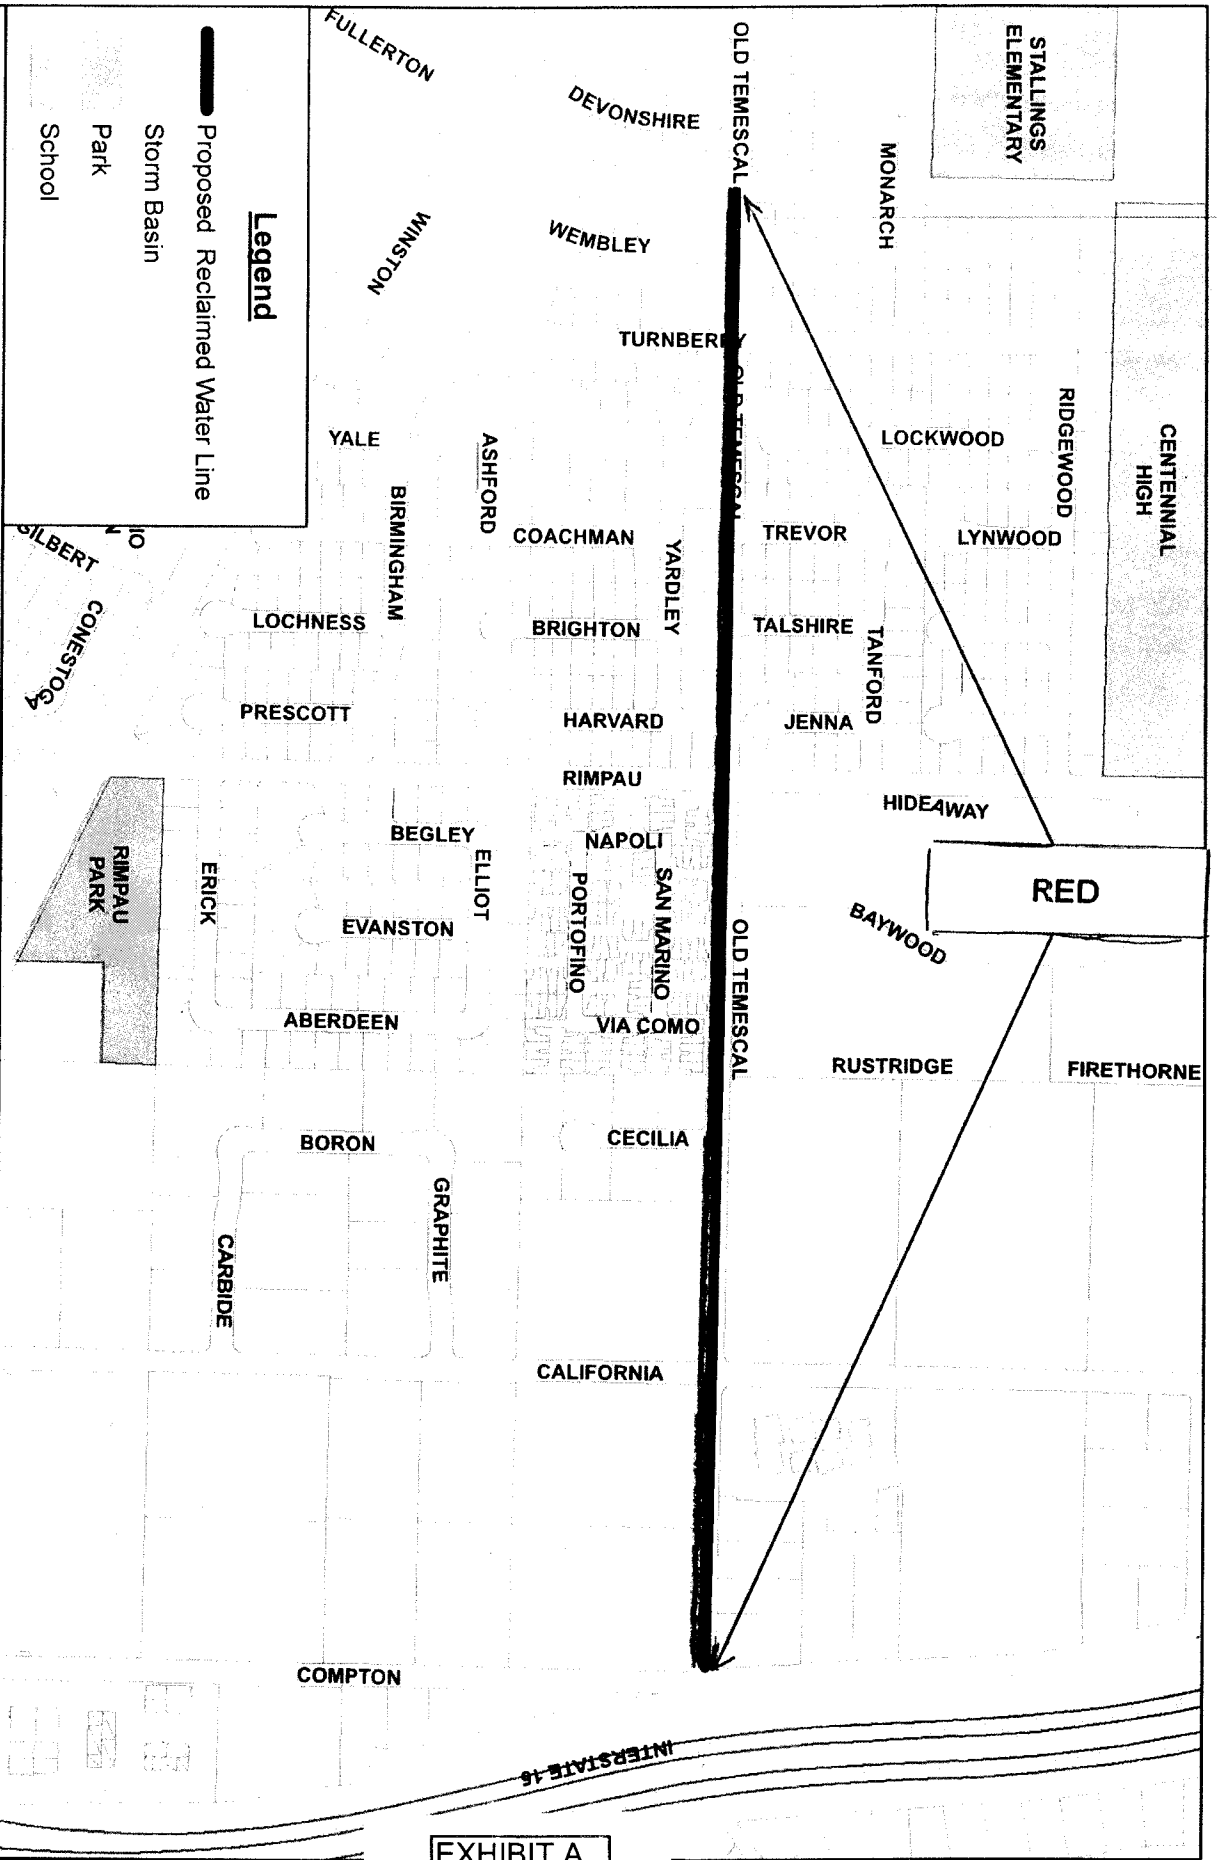 STALLINGS
ELEMENTARY
CENTENNIAL
HIGH
FULLERTON
DEVONSHIRE
OLD TEMESCAL
MONARCH
WINSTON
WEMBLEY
TURNBERRY
OLD TEMESCAL
RIDGEWOOD
LOCKWOOD
YALE
ASHFORD
BIRMINGHAM
COACHMAN
YARDLEY
TREVOR
LYNWOOD
GILBERT
CONESTOGA
LOCHNESS
BRIGHTON
TALSHIRE
TANFORD
PRESCOTT
HARVARD
JENNA
RIMPAU
HIDEAWAY
BEGLEY
ELLIOT
NAPOLI
PORTOFINO
SAN MARINO
RED
RIMPAU
PARK
ERICK
EVANSTON
OLD TEMESCAL
BAYWOOD
ABERDEEN
VIA COMO
RUSTRIDGE
FIRETHORNE
BORON
CECILIA
GRAPHITE
CARBIDE
CALIFORNIA
COMPTON
INTERSTATE 15
Legend
Proposed Reclaimed Water Line
Storm Basin
Park
School
EXHIBIT A